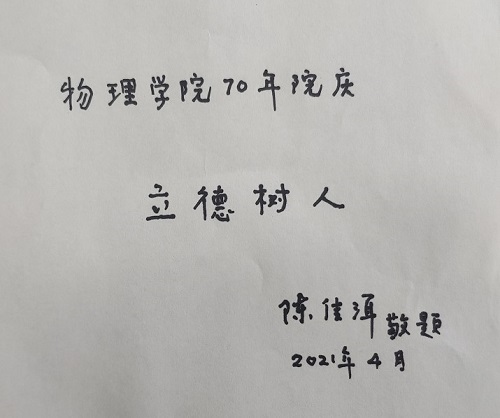 物理学院70年院庆
立德树人
陈佳洱敬题
2021年4月